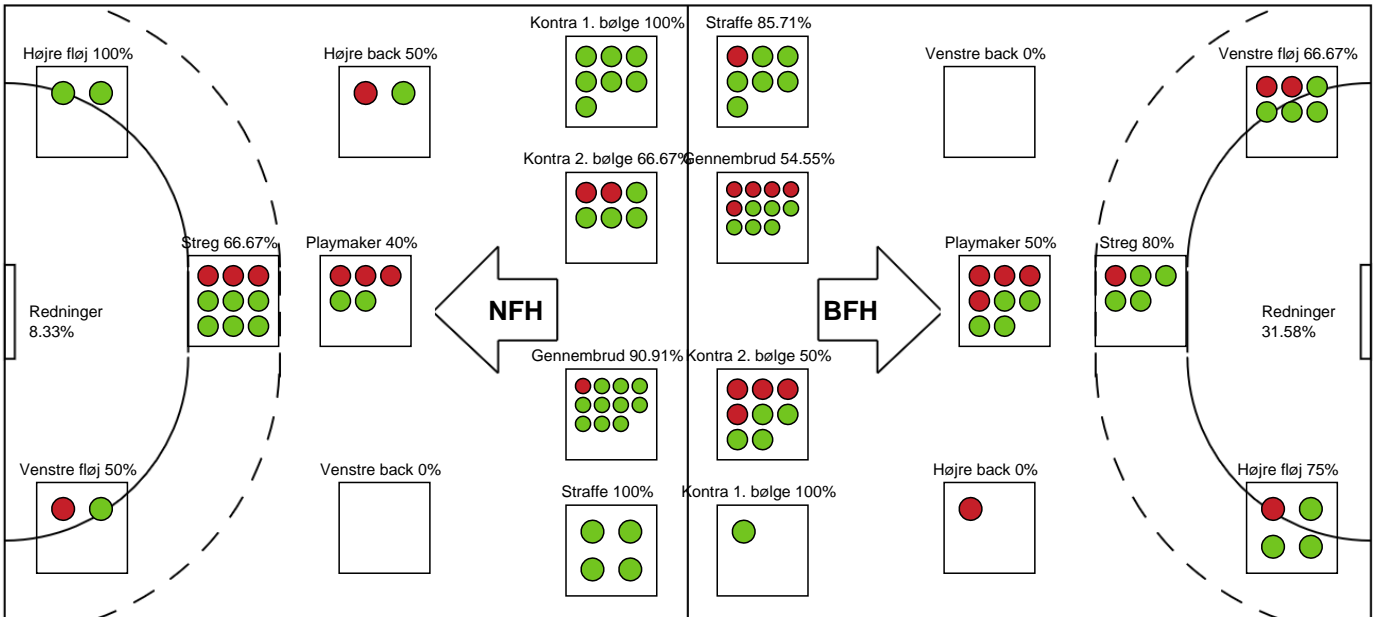 Kontra 1. bølge 100%
Straffe 85.71%
Højre fløj 100%
Højre back 50%
Venstre back 0%
Venstre fløj 66.67%
Kontra 2. bølge 66.67%
Gennembrud 54.55%
Streg 66.67%
Playmaker 40%
Playmaker 50%
Streg 80%
Redninger
8.33%
NFH
BFH
Redninger
31.58%
Gennembrud 90.91%
Kontra 2. bølge 50%
Venstre fløj 50%
Venstre back 0%
Straffe 100%
Kontra 1. bølge 100%
Højre back 0%
Højre fløj 75%